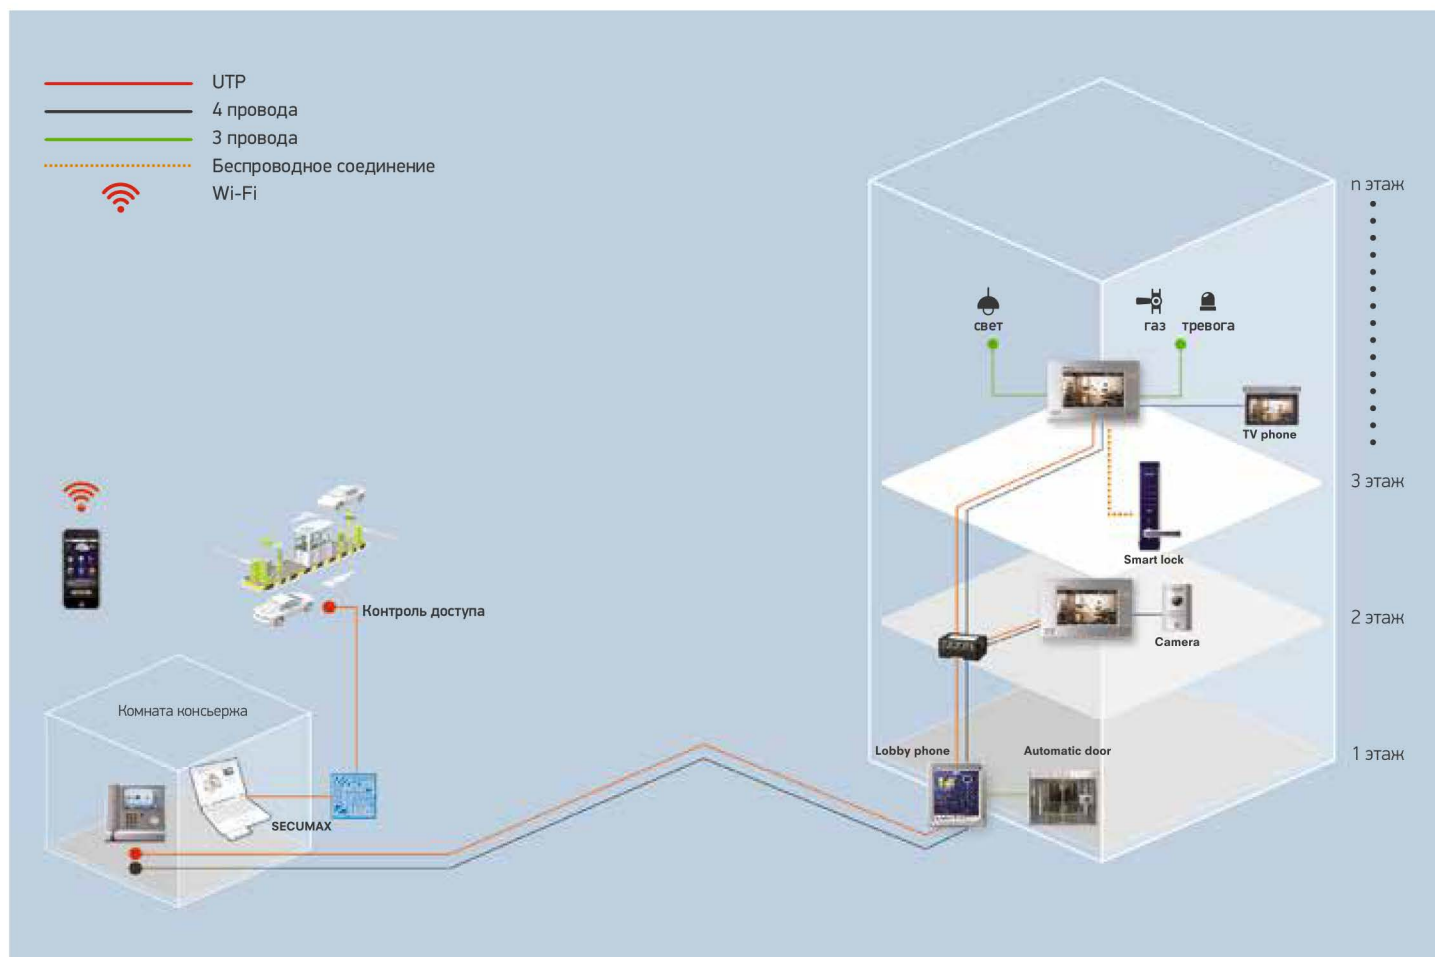 UTP
4 провода
3 провода
Беспроводное соединение
Wi-Fi
n этаж
свет
газ
тревога
TV phone
3 этаж
Smart lock
2 этаж
Camera
Контроль доступа
Комната консьержа
Lobby phone
Automatic door
1 этаж
SECUMAX